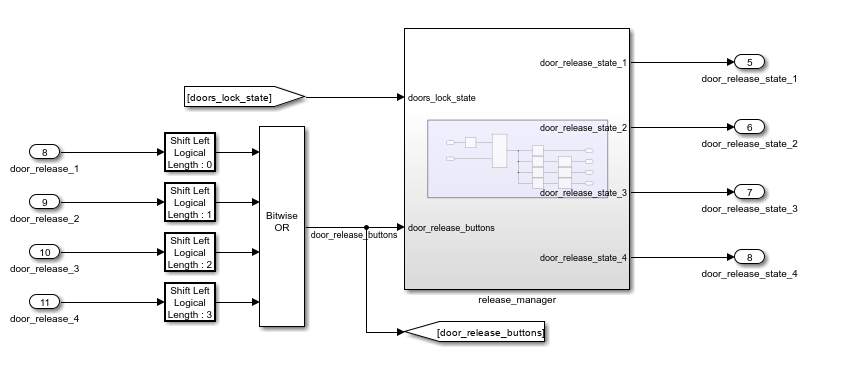 door_release_state_1
5
door_release_state_1
[doors_lock_state]
doors_lock_state
door_release_state_2
6
door_release_state_2
8
door_release_1
Shift Left
Logical
Length : 0
9
door_release_2
Shift Left
Logical
Length : 1
Bitwise
OR
door_release_state_3
7
door_release_state_3
door_release_buttons
door_release_buttons
10
door_release_3
Shift Left
Logical
Length : 2
door_release_state_4
8
door_release_state_4
11
door_release_4
Shift Left
Logical
Length : 3
release_manager
[door_release_buttons]